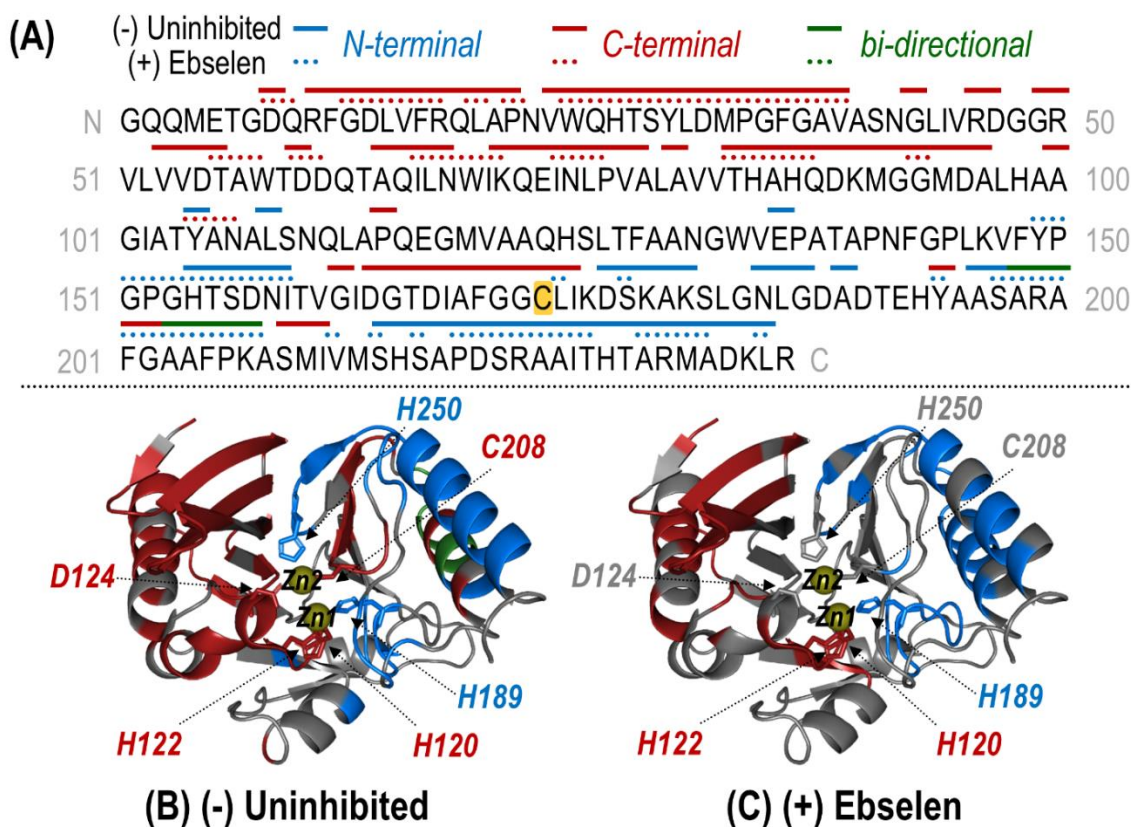 (A)
(-) Uninhibited N-terminal C-terminal bi-directional
(+) Ebselen
N GQQMETGDQRFGDLVFRQLAPNVWQHTSYLDMPGFGAVASNGLIVRDGGR 50
51 VLVVDTAWTDDQTAQILNWIKQEINLPVALAVVTHAHQDKMGGMDALHAA 100
101 GIATYANALSNQLAPQEGMVAAQHSLTFAANGWVEPATAPNFGPLKVFYP 150
151 GPGHTSDNITVGIDGTDIAFGGCLIKDSKAKSLGNLGDADTEHYAASARA 200
201 FGAAFPKASMIVMSHSAPDSRAAITHTARMADKLR C
H250
C208
D124
Zn2
Zn1
H189
H122
H120
H250
C208
D124
Zn2
Zn1
H189
H122
H120
(B) (-) Uninhibited
(C) (+) Ebselen